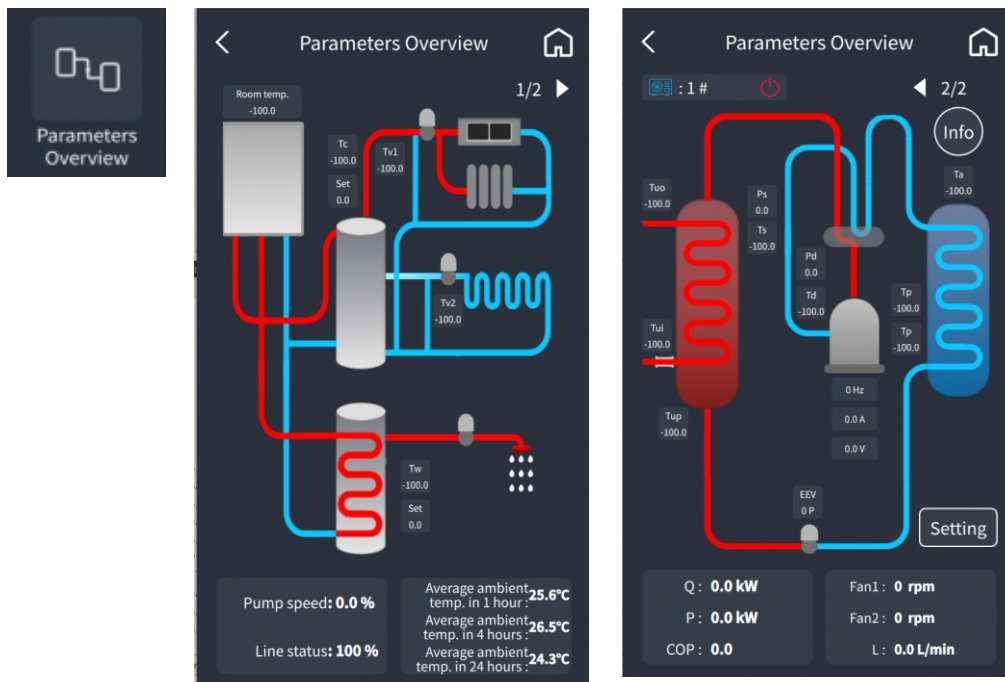 Parameters
Overview
Parameters Overview
1/2
Room temp.
-100.0
Tc
-100.0
Set
0.0
Tv1
-100.0
Tv2
-100.0
Tw
-100.0
Set
0.0
Pump speed: 0.0 %
Line status: 100 %
Average ambient
temp. in 1 hour : 25.6°C
Average ambient
temp. in 4 hours : 26.5°C
Average ambient
temp. in 24 hours : 24.3°C
Parameters Overview
: 1 #
2/2
Info
Ta
-100.0
Tuo
-100.0
Ps
0.0
Ts
-100.0
Pd
0.0
Td
-100.0
Tp
-100.0
Tp
-100.0
Tui
-100.0
0 Hz
0.0 A
0.0 V
Tup
-100.0
EEV
0 P
Setting
Q : 0.0 kW
P : 0.0 kW
COP : 0.0
Fan1 : 0 rpm
Fan2 : 0 rpm
L : 0.0 L/min